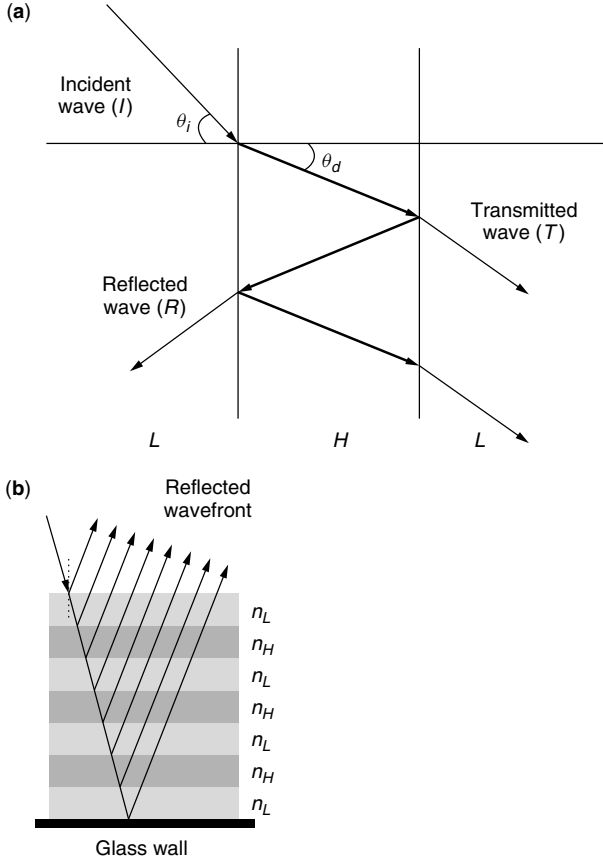 (a)
Incident
wave (I)
θi
θd
Transmitted
wave (T)
Reflected
wave (R)
L H L
(b)
Reflected
wavefront
nL
nH
nL
nH
nL
nH
nL
Glass wall